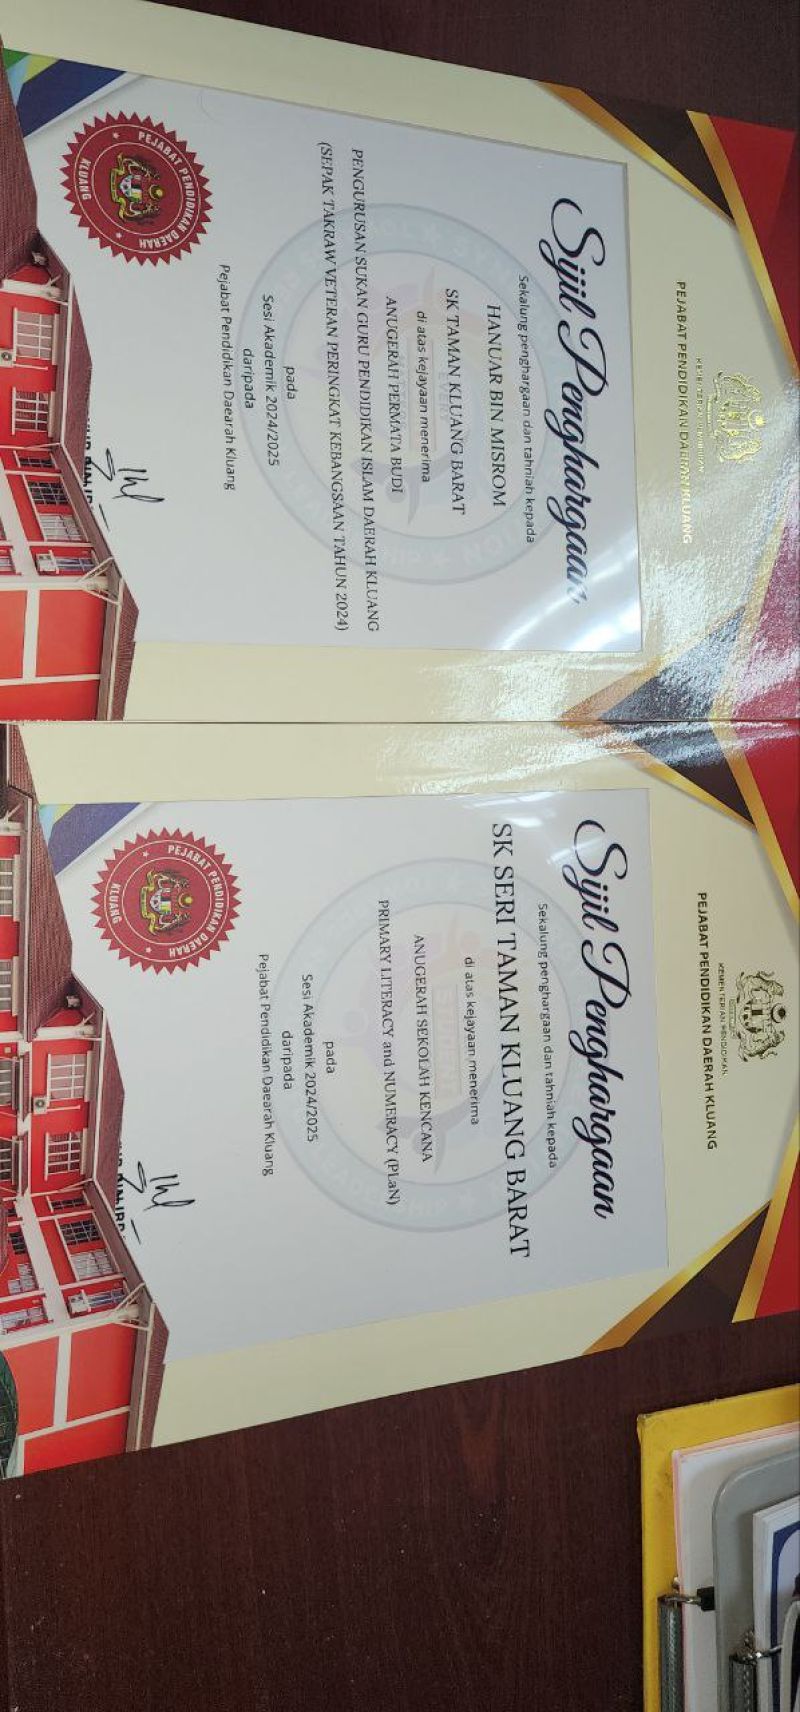 KEMENTERIAN PENDIDIKAN
PEJABAT PENDIDIKAN DAERAH KLUANG
Sijil Penghargaan
Sekalung penghargaan dan tahniah kepada
HANUAR BIN MISROM
SK TAMAN KLUANG BARAT
di atas kejayaan menerima
ANUGERAH PERMATA BUDI
PENGURUSAN SUKAN GURU PENDIDIKAN ISLAM DAERAH KLUANG
(SEPAK TAKRAW VETERAN PERINGKAT KEBANGSAAN TAHUN 2024)
pada
Sesi Akademik 2024/2025
daripada
Pejabat Pendidikan Daearah Kluang
PEJABAT PENDIDIKAN DAERAH
KLUANG
KEMENTERIAN PENDIDIKAN
PEJABAT PENDIDIKAN DAERAH KLUANG
Sijil Penghargaan
Sekalung penghargaan dan tahniah kepada
SK SERI TAMAN KLUANG BARAT
di atas kejayaan menerima
ANUGERAH SEKOLAH KENCANA
PRIMARY LITERACY and NUMERACY (PLaN)
pada
Sesi Akademik 2024/2025
daripada
Pejabat Pendidikan Daearah Kluang
PEJABAT PENDIDIKAN DAERAH
KLUANG